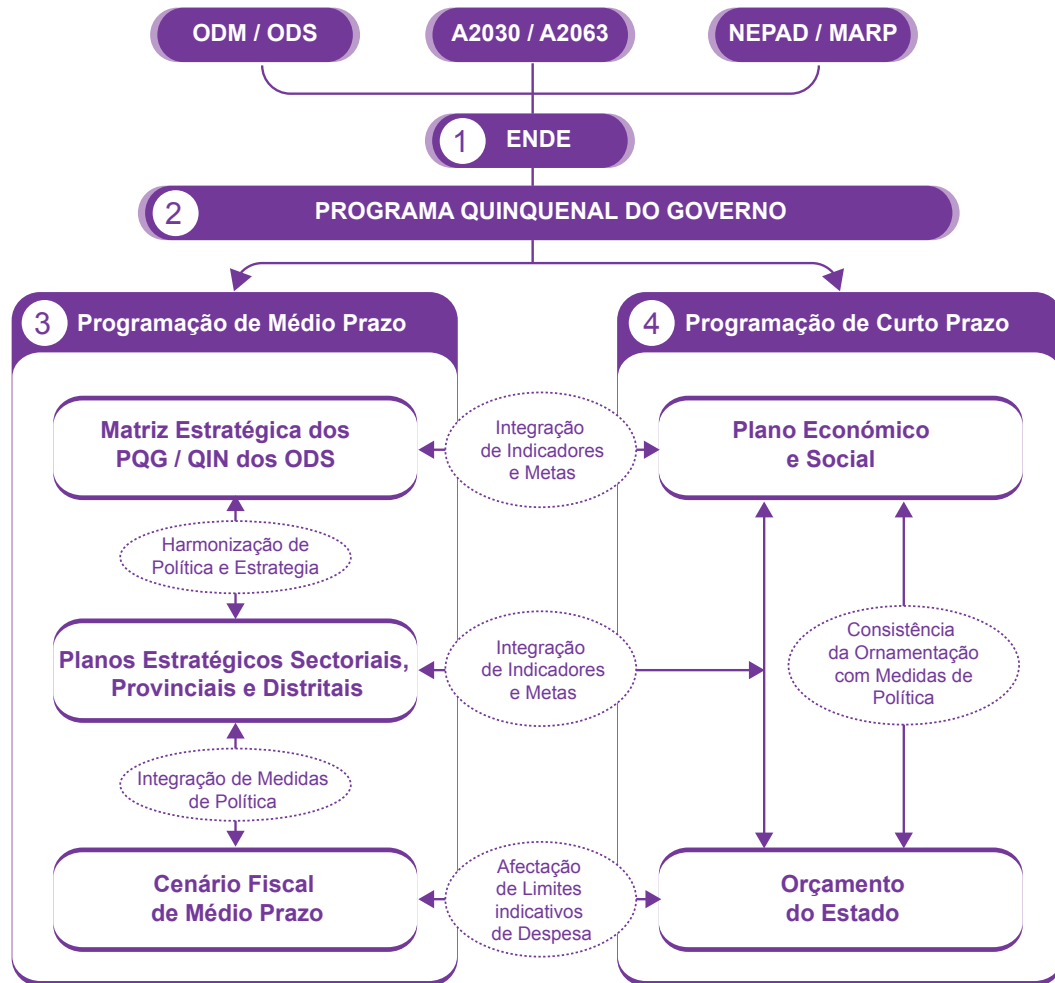 ODM / ODS
A2030 / A2063
NEPAD / MARP
1
ENDE
2
PROGRAMA QUINQUENAL DO GOVERNO
3
Programação de Médio Prazo
Matriz Estratégica dos
PQG / QIN dos ODS
Harmonização de
Política e Estrategia
Planos Estratégicos Sectoriais,
Provinciais e Distritais
Integração de Medidas
de Política
Cenário Fiscal
de Médio Prazo
Integração
de Indicadores
e Metas
Integração
de Indicadores
e Metas
Afectação
de Limites
indicativos
de Despesa
4
Programação de Curto Prazo
Plano Económico
e Social
Consistência
da Ornamentação
com Medidas de
Política
Orçamento
do Estado